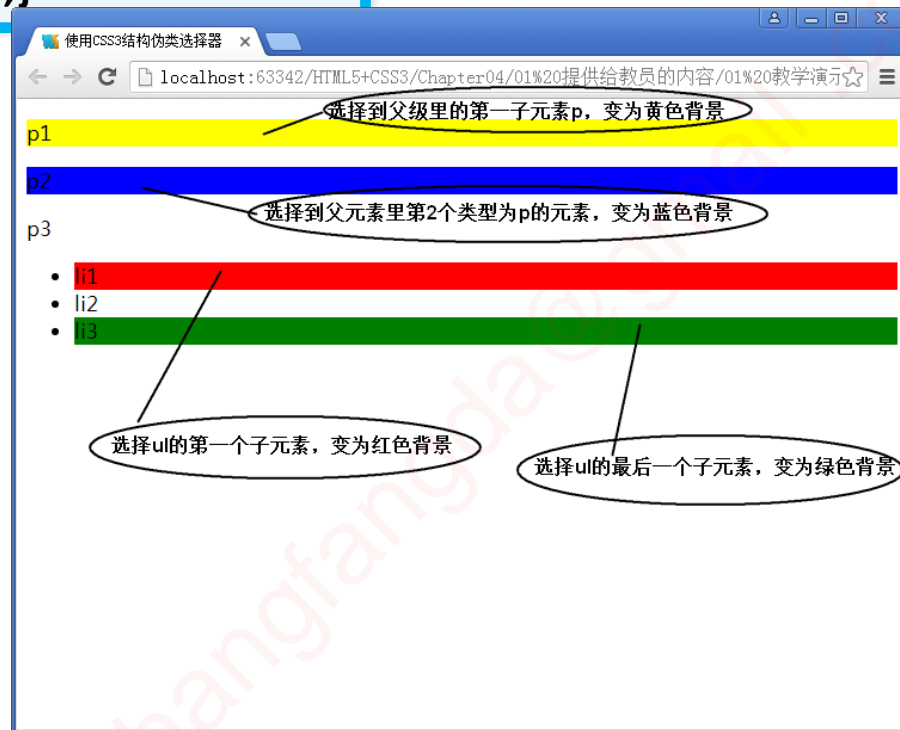 使用CSS3结构伪类选择器
localhost:63342/HTML5+CSS3/Chapter04/01%20提供给教员的内容/01%20教学演示
选择到父级里的第一子元素p，变为黄色背景
p1
p2
选择到父元素里第2个类型为p的元素，变为蓝色背景
p3
li1
li2
li3
选择ul的第一个子元素，变为红色背景
选择ul的最后一个子元素，变为绿色背景